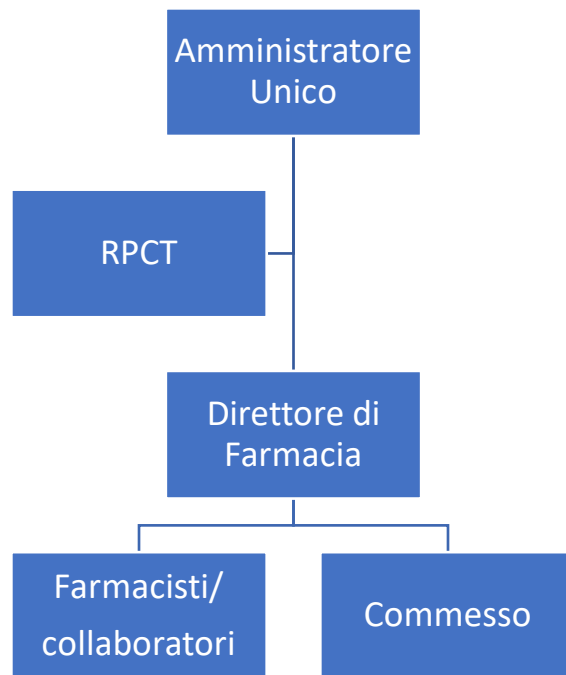 Amministratore
Unico
RPCT
Direttore di
Farmacia
Farmacisti/
collaboratori
Commesso